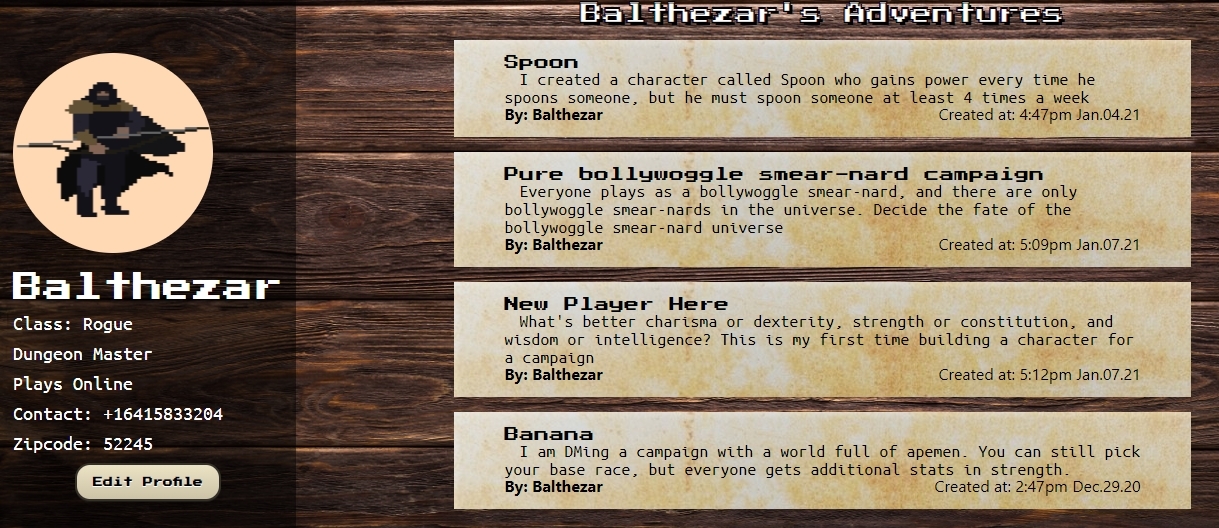 Balthezar's Adventures
Balthezar
Class: Rogue
Dungeon Master
Plays Online
Contact: +16415833204
Zipcode: 52245
Edit Profile
Spoon
I created a character called Spoon who gains power every time he
spoons someone, but he must spoon someone at least 4 times a week
By: Balthezar Created at: 4:47pm Jan.04.21
Pure bollywoggle smear-nard campaign
Everyone plays as a bollywoggle smear-nard, and there are only
bollywoggle smear-nards in the universe. Decide the fate of the
bollywoggle smear-nard universe
By: Balthezar Created at: 5:09pm Jan.07.21
New Player Here
What's better charisma or dexterity, strength or constitution, and
wisdom or intelligence? This is my first time building a character for
a campaign
By: Balthezar Created at: 5:12pm Jan.07.21
Banana
I am DMing a campaign with a world full of apemen. You can still pick
your base race, but everyone gets additional stats in strength.
By: Balthezar Created at: 2:47pm Dec.29.20